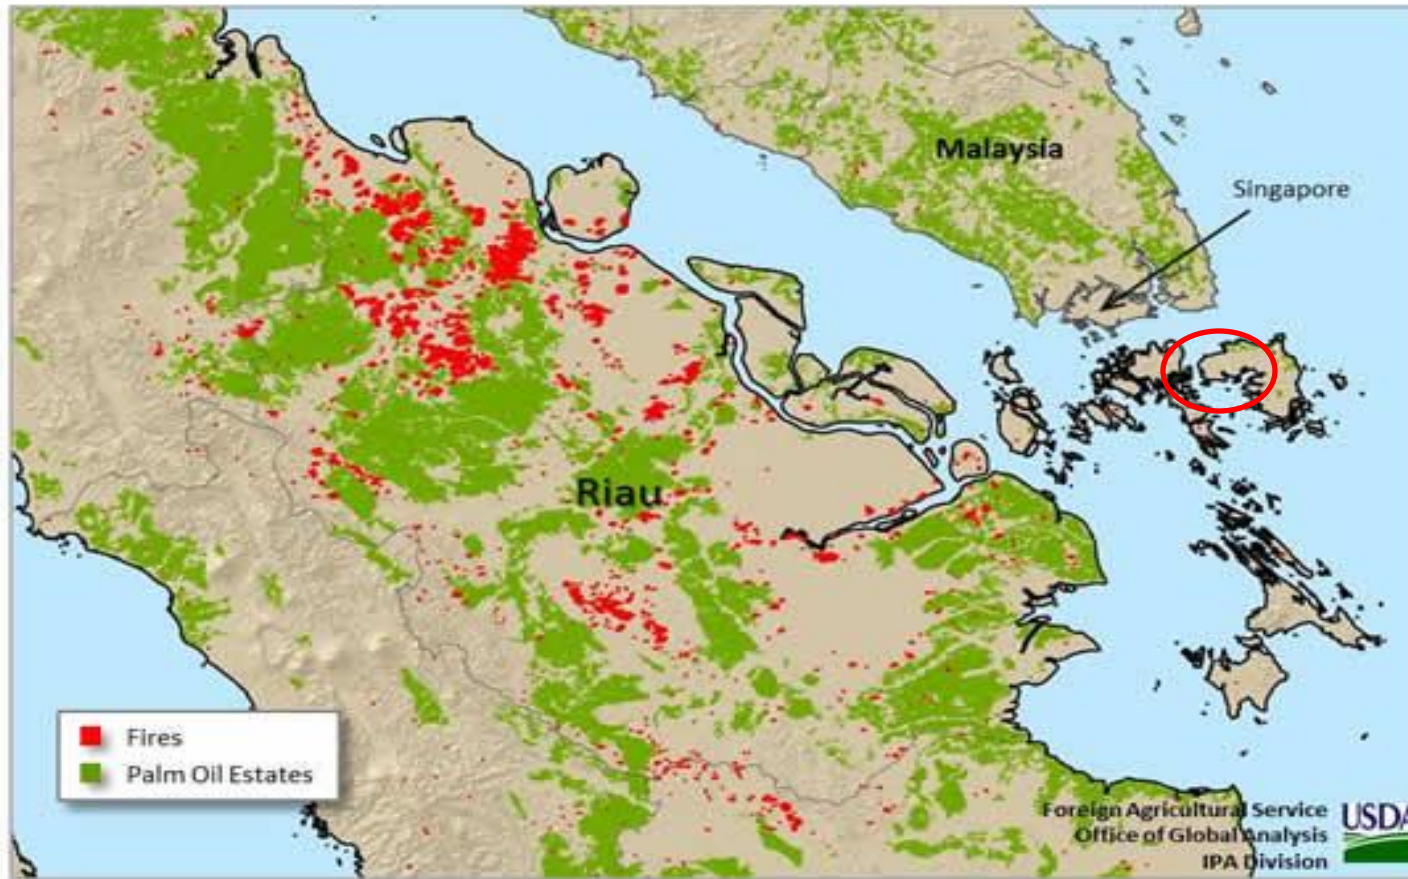 Malaysia
Singapore
Riau
Fires
Palm Oil Estates
Foreign Agricultural Service
Office of Global Analysis
IPA Division
USDA